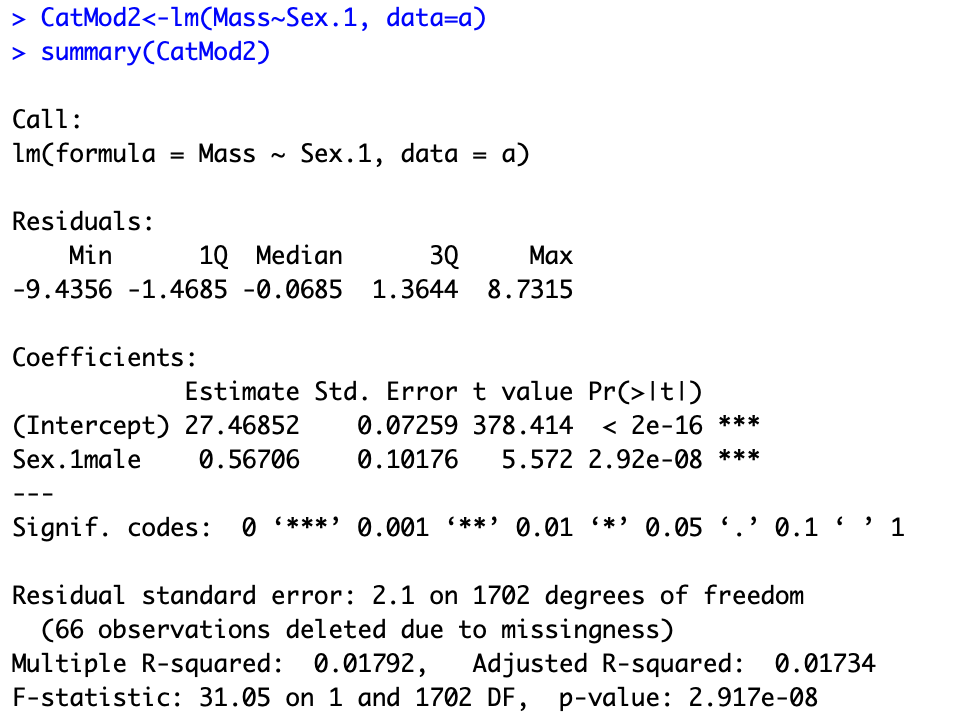 > CatMod2<-lm(Mass~Sex.1, data=a)
> summary(CatMod2)
Call:
lm(formula = Mass ~ Sex.1, data = a)
Residuals:
    Min      1Q  Median      3Q     Max
-9.4356 -1.4685 -0.0685  1.3644  8.7315
Coefficients:
            Estimate Std. Error t value Pr(>|t|)
(Intercept) 27.46852    0.07259 378.414  < 2e-16 ***
Sex.1male    0.56706    0.10176   5.572 2.92e-08 ***
---
Signif. codes:  0 ‘***’ 0.001 ‘**’ 0.01 ‘*’ 0.05 ‘.’ 0.1 ‘ ’ 1
Residual standard error: 2.1 on 1702 degrees of freedom
  (66 observations deleted due to missingness)
Multiple R-squared:  0.01792,   Adjusted R-squared:  0.01734
F-statistic: 31.05 on 1 and 1702 DF,  p-value: 2.917e-08